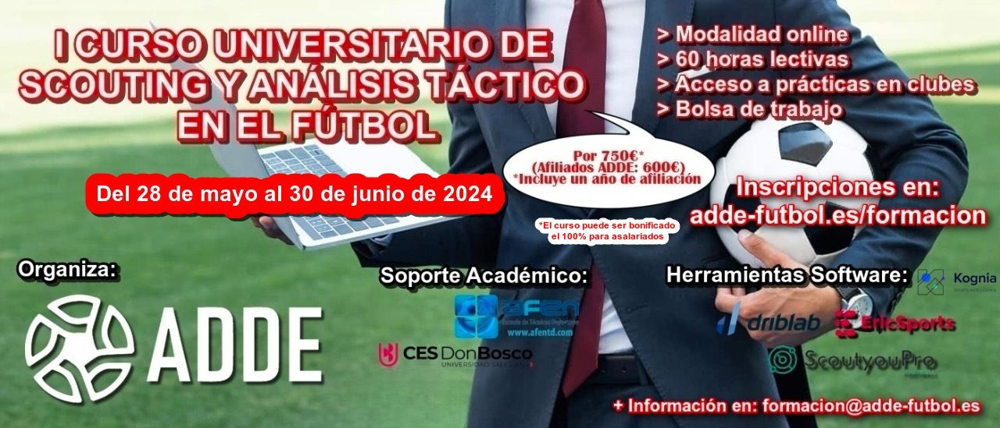 I CURSO UNIVERSITARIO DE
SCOUTING Y ANÁLISIS TÁCTICO
EN EL FÚTBOL
> Modalidad online
> 60 horas lectivas
> Acceso a prácticas en clubes
> Bolsa de trabajo
Por 750€*
(Afiliados ADDE: 600€)
*Incluye un año de afiliación
Del 28 de mayo al 30 de junio de 2024
Inscripciones en:
adde-futbol.es/formacion
*El curso puede ser bonificado
el 100% para asalariados
Organiza:
ADDE
Soporte Académico:
afen
Escuela de Técnicos Deportivos
www.afentd.com
CES DonBosco
UNIVERSIDAD SALESIANA
Herramientas Software:
Kognia
SPORTS INTELLIGENCE
driblab
EricSports
ScoutyouPro
+ Información en: formacion@adde-futbol.es